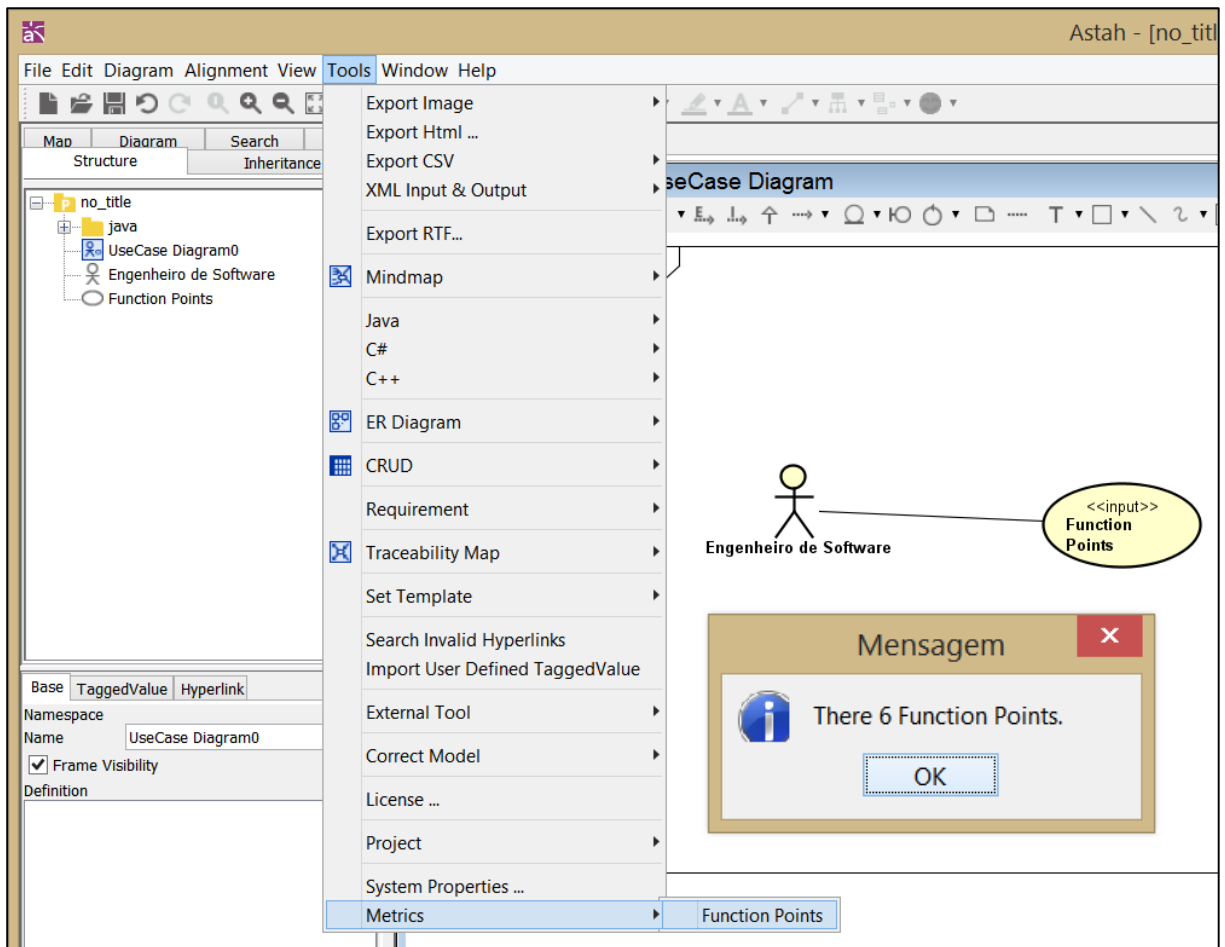 Astah - [no_titl
File Edit Diagram Alignment View Tools Window Help
Map Diagram Search
Structure Inheritance
no_title
java
UseCase Diagram0
Engenheiro de Software
Function Points
Base TaggedValue Hyperlink
Namespace
Name UseCase Diagram0
Frame Visibility
Definition
Export Image
Export Html ...
Export CSV
XML Input & Output
Export RTF...
Mindmap
Java
C#
C++
ER Diagram
CRUD
Requirement
Traceability Map
Set Template
Search Invalid Hyperlinks
Import User Defined TaggedValue
External Tool
Correct Model
License ...
Project
System Properties ...
Metrics
Function Points
seCase Diagram
Engenheiro de Software
<<input>>
Function
Points
Mensagem
There 6 Function Points.
OK